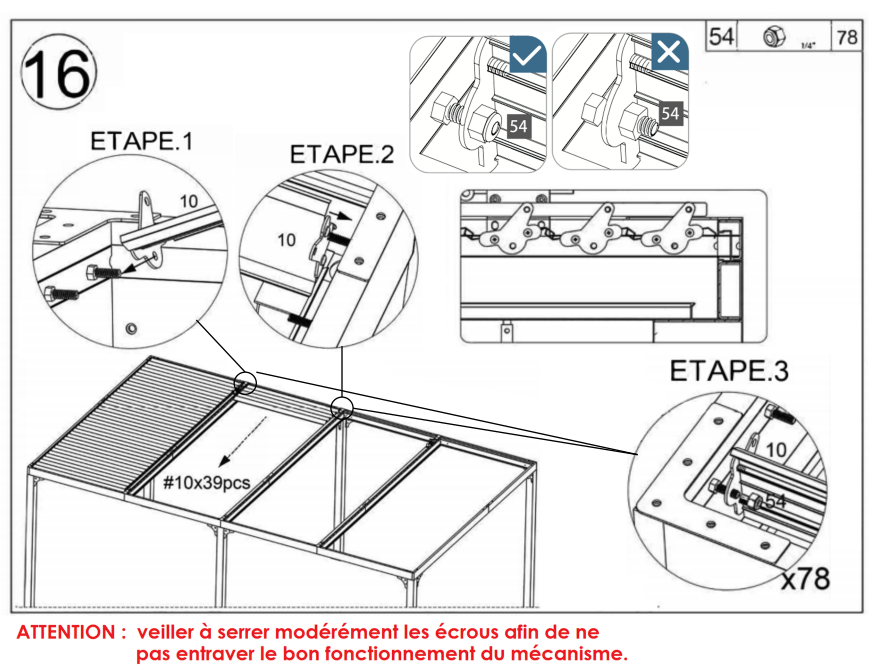 16
54
54
54 1/4" 78
ETAPE.1
10
ETAPE.2
10
ETAPE.3
10
54
x78
#10x39pcs
ATTENTION : veiller à serrer modérément les écrous afin de ne
pas entraver le bon fonctionnement du mécanisme.